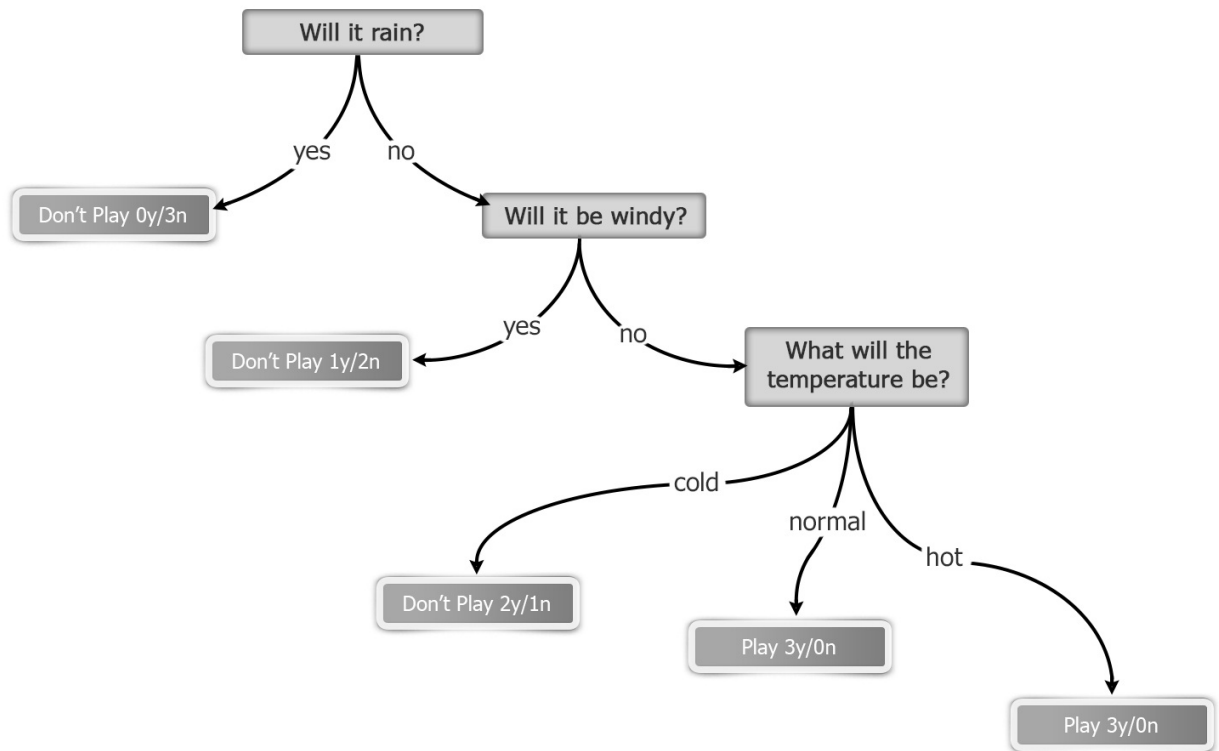 Will it rain?
yes
no
Don't Play 0y/3n
Will it be windy?
yes
no
Don't Play 1y/2n
What will the
temperature be?
cold
normal
hot
Don't Play 2y/1n
Play 3y/0n
Play 3y/0n